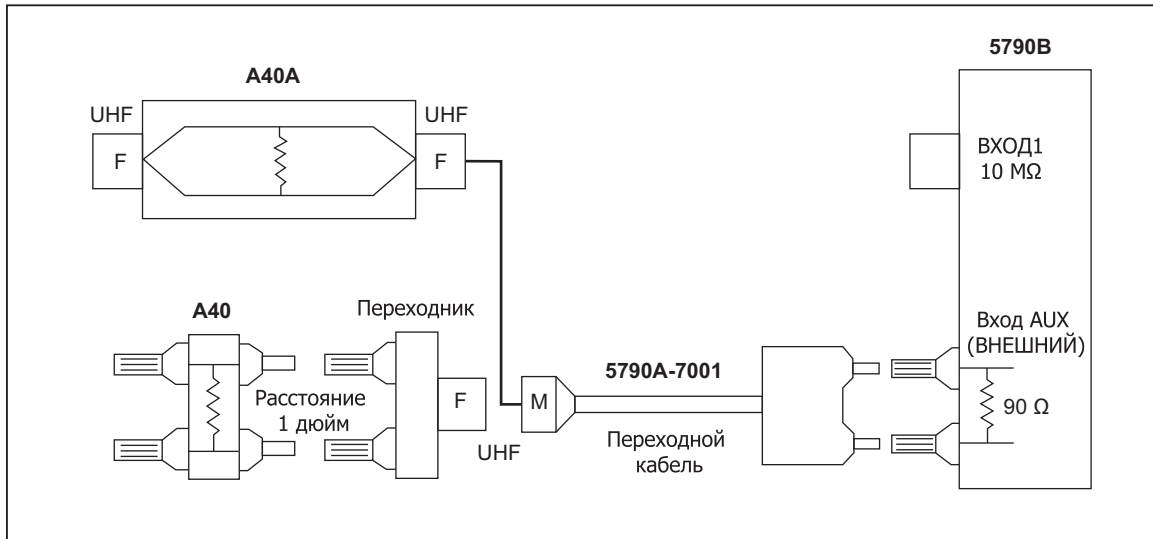 5790B
A40A
UHF
UHF
F
F
ВХОД1
10 MΩ
A40
Переходник
Расстояние
1 дюйм
F
UHF
M
5790A-7001
Переходной
кабель
Вход AUX
(ВНЕШНИЙ)
90 Ω